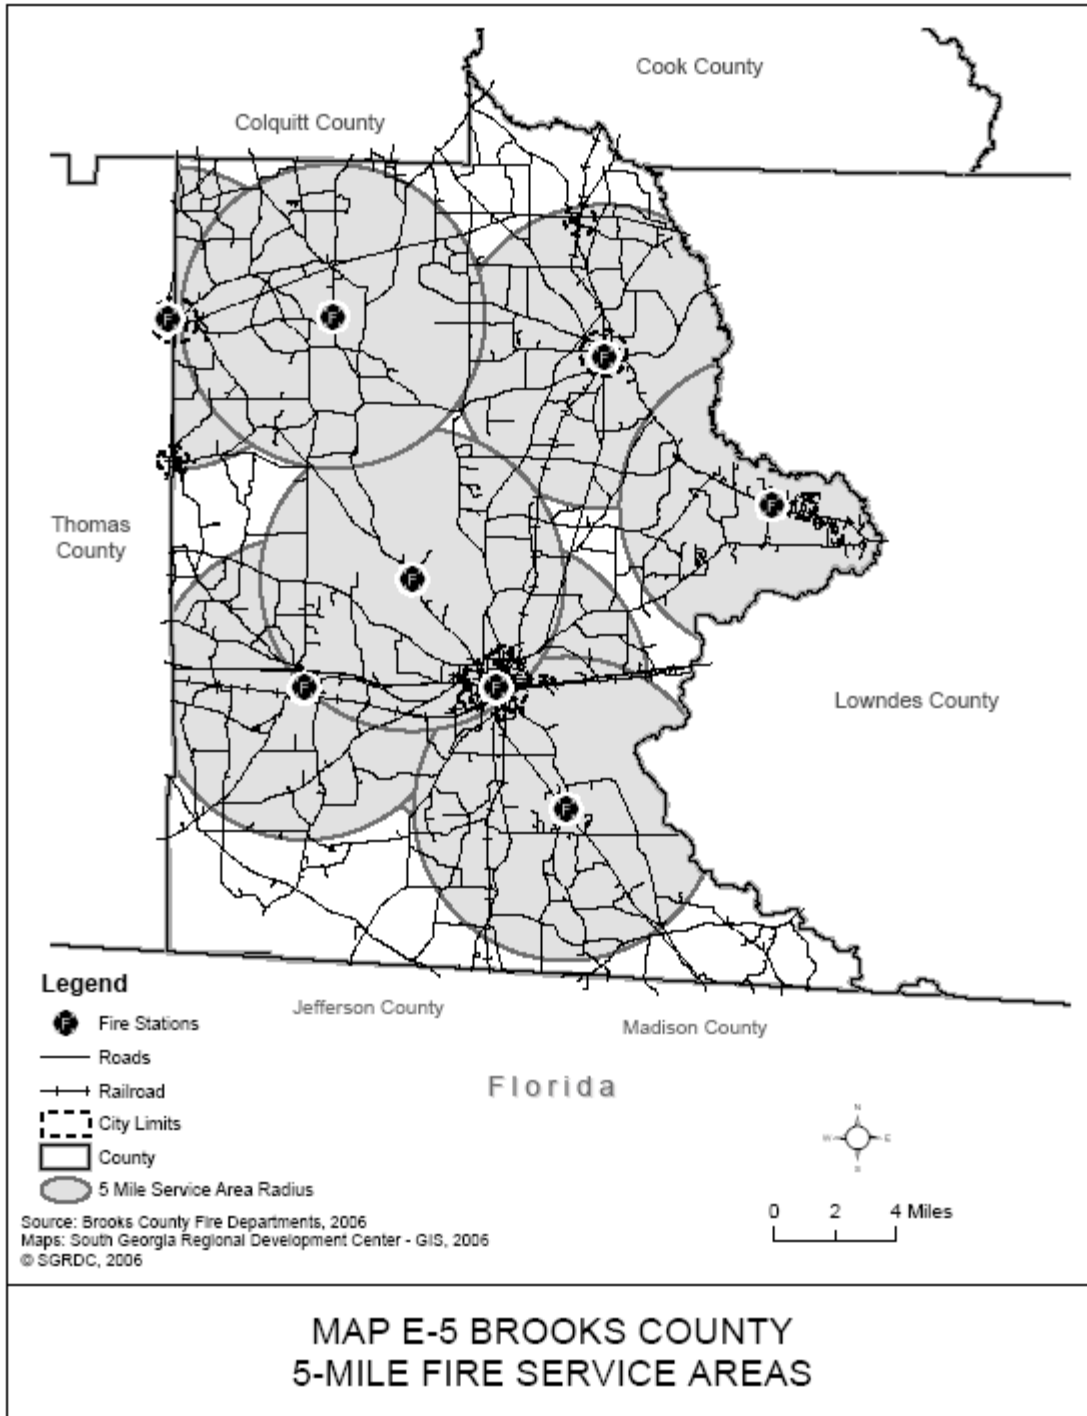 Cook County
Colquitt County
Thomas
County
Lowndes County
Legend
Jefferson County
Madison County
F Fire Stations
Roads
Railroad
Florida
City Limits
County
5 Mile Service Area Radius
N
W E
S
0 2 4 Miles
Source: Brooks County Fire Departments, 2006
Maps: South Georgia Regional Development Center - GIS, 2006
© SGRDC, 2006
MAP E-5 BROOKS COUNTY
5-MILE FIRE SERVICE AREAS
F
F
F
F
F
F
F
F